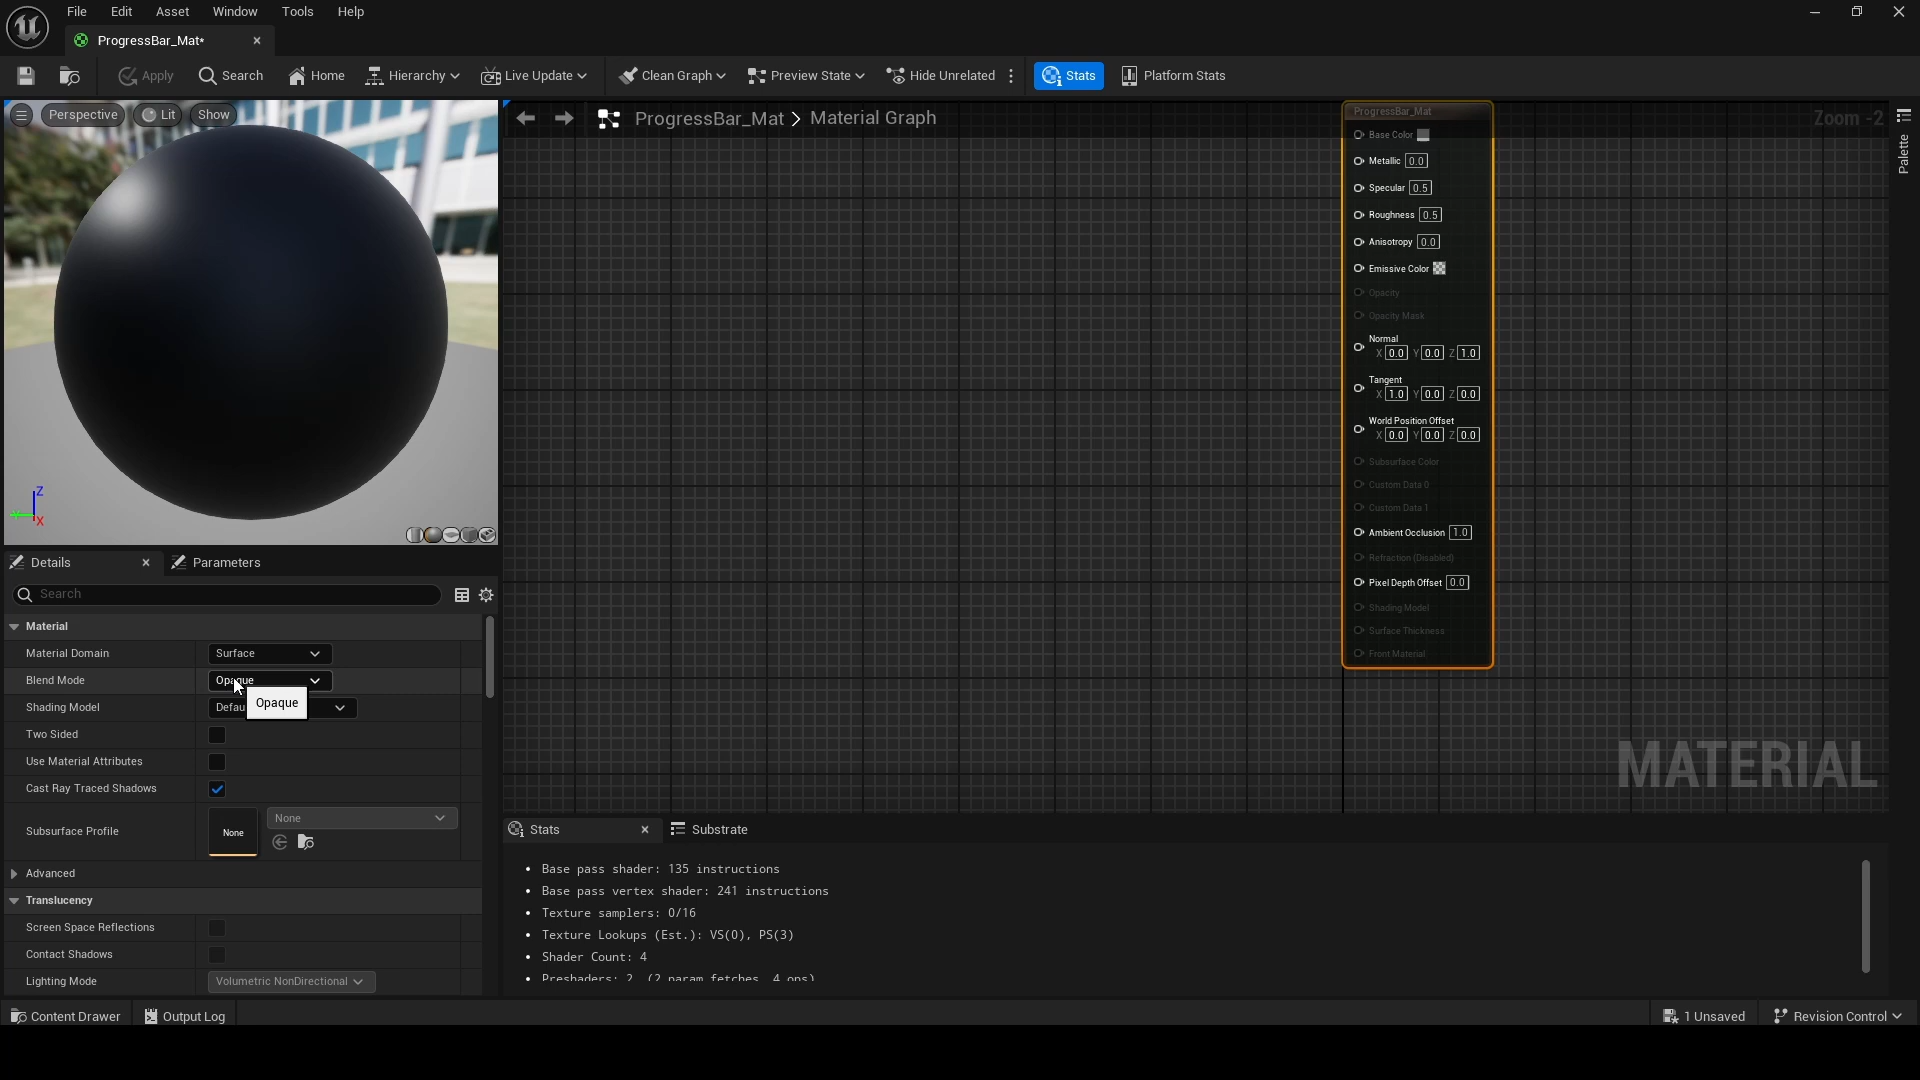 File Edit Asset Window Tools Help
ProgressBar_Mat*
Apply Search Home Hierarchy Live Update Clean Graph Preview State Hide Unrelated Stats Platform Stats
Perspective Lit Show
ProgressBar_Mat > Material Graph
Zoom -2
Palette
Z
X
ProgressBar_Mat
Base Color
Metallic 0.0
Specular 0.5
Roughness 0.5
Anisotropy 0.0
Emissive Color
Opacity
Opacity Mask
Normal
X 0.0 Y 0.0 Z 1.0
Tangent
X 1.0 Y 0.0 Z 0.0
World Position Offset
X 0.0 Y 0.0 Z 0.0
Subsurface Color
Custom Data 0
Custom Data 1
Ambient Occlusion 1.0
Refraction (Disabled)
Pixel Depth Offset 0.0
Shading Model
Surface Thickness
Front Material
MATERIAL
Details Parameters
Search
Material
Material Domain Surface
Blend Mode Opaque
Opaque
Shading Model Defau
Two Sided
Use Material Attributes
Cast Ray Traced Shadows
Subsurface Profile None None
Advanced
Translucency
Screen Space Reflections
Contact Shadows
Lighting Mode Volumetric NonDirectional
Stats Substrate
• Base pass shader: 135 instructions
• Base pass vertex shader: 241 instructions
• Texture samplers: 0/16
• Texture Lookups (Est.): VS(0), PS(3)
• Shader Count: 4
• Preshaders: 2 (2 param fetches, 4 ops)
Content Drawer Output Log 1 Unsaved Revision Control